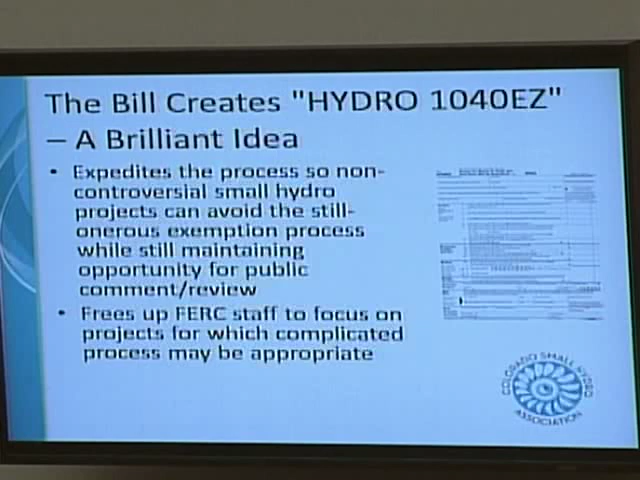 The Bill Creates "HYDRO 1040EZ"
– A Brilliant Idea
• Expedites the process so non-
controversial small hydro
projects can avoid the still-
onerous exemption process
while still maintaining
opportunity for public
comment/review
• Frees up FERC staff to focus on
projects for which complicated
process may be appropriate
COLORADO SMALL HYDRO
ASSOCIATION